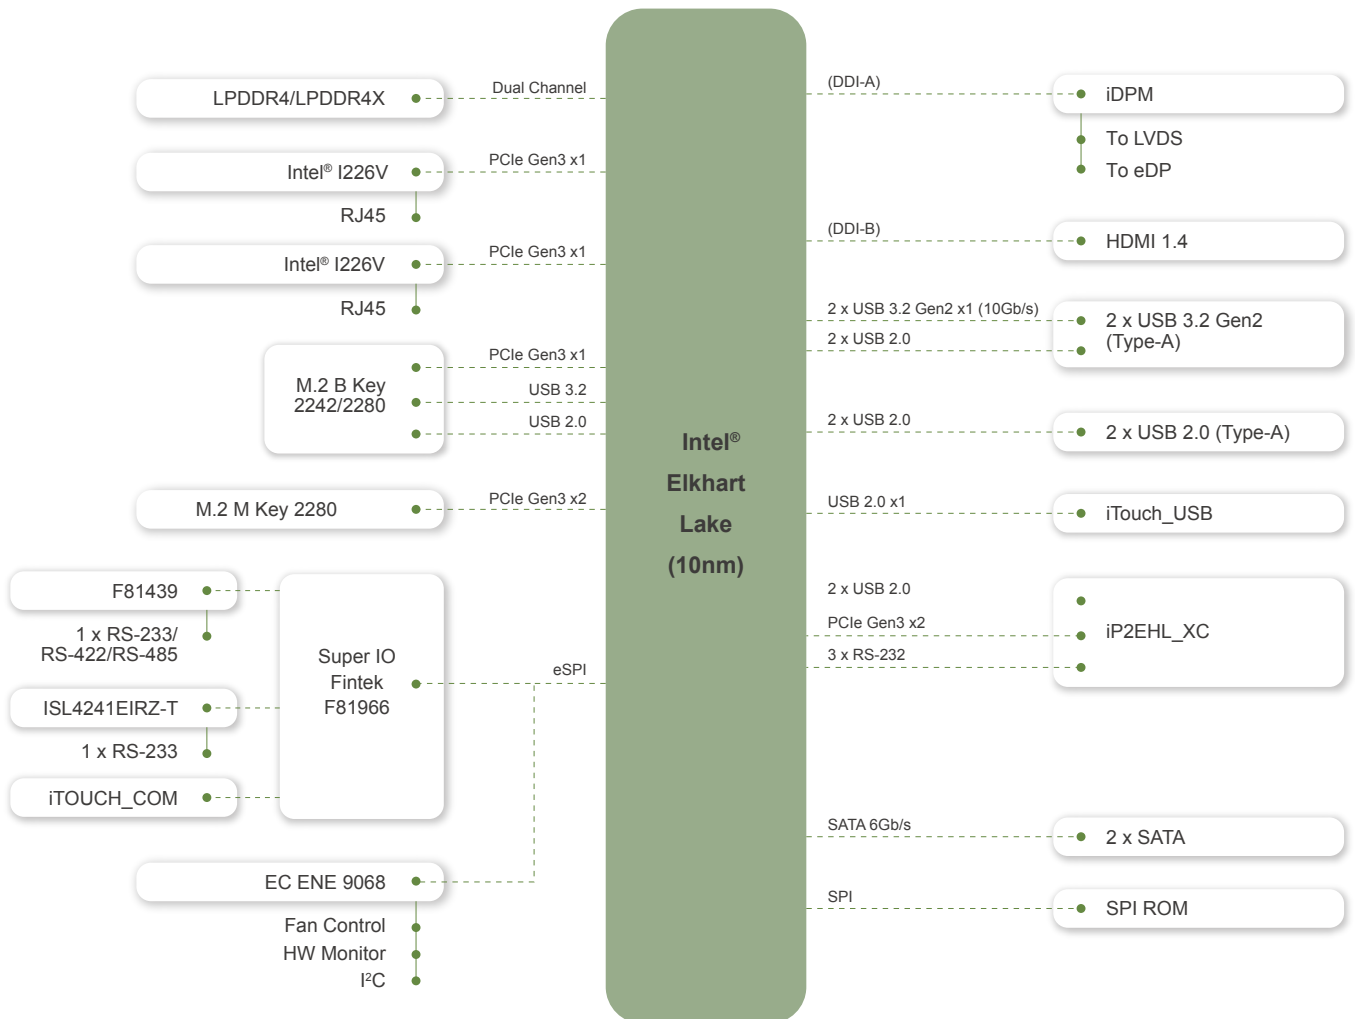 LPDDR4/LPDDR4X
Dual Channel
Intel® I226V
PCIe Gen3 x1
RJ45
Intel® I226V
PCIe Gen3 x1
RJ45
M.2 B Key
2242/2280
PCIe Gen3 x1
USB 3.2
USB 2.0
M.2 M Key 2280
PCIe Gen3 x2
F81439
1 x RS-233/
RS-422/RS-485
ISL4241EIRZ-T
1 x RS-233
iTOUCH_COM
Super IO
Fintek
F81966
eSPI
EC ENE 9068
Fan Control
HW Monitor
I²C
Intel®
Elkhart
Lake
(10nm)
(DDI-A)
iDPM
To LVDS
To eDP
(DDI-B)
HDMI 1.4
2 x USB 3.2 Gen2 x1 (10Gb/s)
2 x USB 2.0
2 x USB 3.2 Gen2
(Type-A)
2 x USB 2.0
2 x USB 2.0 (Type-A)
USB 2.0 x1
iTouch_USB
2 x USB 2.0
PCIe Gen3 x2
3 x RS-232
iP2EHL_XC
SATA 6Gb/s
2 x SATA
SPI
SPI ROM